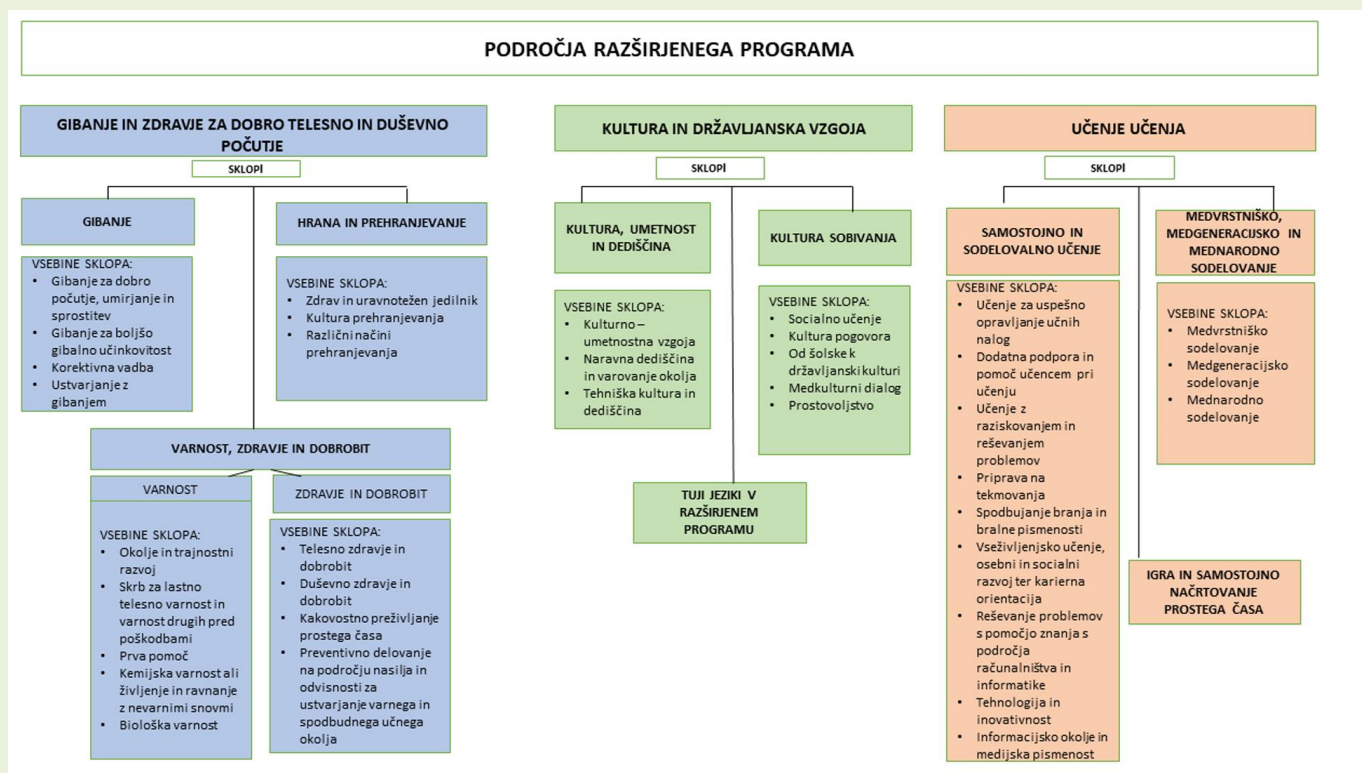 PODROČJA RAZŠIRJENEGA PROGRAMA
GIBANJE IN ZDRAVJE ZA DOBRO TELESNO IN DUŠEVNO
POČUTJE
SKLOPI
GIBANJE
VSEBINE SKLOPA:
• Gibanje za dobro
počutje, umirjanje in
sprostitev
• Gibanje za boljšo
gibalno učinkovitost
• Korektivna vadba
• Ustvarjanje z
gibanjem
HRANA IN PREHRANJEVANJE
VSEBINE SKLOPA:
• Zdrav in uravnotežen jedilnik
• Kultura prehranjevanja
• Različni načini
prehranjevanja
VARNOST, ZDRAVJE IN DOBROBIT
VARNOST
VSEBINE SKLOPA:
• Okolje in trajnostni
razvoj
• Skrb za lastno
telesno varnost in
varnost drugih pred
poškodbami
• Prva pomoč
• Kemijska varnost ali
življenje in ravnanje
z nevarnimi snovmi
• Biološka varnost
ZDRAVJE IN DOBROBIT
VSEBINE SKLOPA:
• Telesno zdravje in
dobrobit
• Duševno zdravje in
dobrobit
• Kakovostno preživljanje
prostega časa
• Preventivno delovanje
na področju nasilja in
odvisnosti za
ustvarjanje varnega in
spodbudnega učnega
okolja
KULTURA IN DRŽAVLJANSKA VZGOJA
SKLOPI
KULTURA, UMETNOST
IN DEDIŠČINA
VSEBINE SKLOPA:
• Kulturno –
umetnostna vzgoja
• Naravna dediščina
in varovanje okolja
• Tehniška kultura in
dediščina
KULTURA SOBIVANJA
VSEBINE SKLOPA:
• Socialno učenje
• Kultura pogovora
• Od šolske k
državljanski kulturi
• Medkulturni dialog
• Prostovoljstvo
TUJI JEZIKI V
RAZŠIRJENEM
PROGRAMU
UČENJE UČENJA
SKLOPI
SAMOSTOJNO IN
SODELOVALNO UČENJE
VSEBINE SKLOPA:
• Učenje za uspešno
opravljanje učnih
nalog
• Dodatna podpora in
pomoč učencem pri
učenju
• Učenje z
raziskovanjem in
reševanjem
problemov
• Priprava na
tekmovanja
• Spodbujanje branja in
bralne pismenosti
• Vseživljenjsko učenje,
osebni in socialni
razvoj ter karierna
orientacija
• Reševanje problemov
s pomočjo znanja s
področja
računalništva in
informatike
• Tehnologija in
inovativnost
• Informacijsko okolje in
medijska pismenost
MEDVRSTNIŠKO,
MEDGENERACIJSKO IN
MEDNARODNO
SODELOVANJE
VSEBINE SKLOPA:
• Medvrstniško
sodelovanje
• Medgeneracijsko
sodelovanje
• Mednarodno
sodelovanje
IGRA IN SAMOSTOJNO
NAČRTOVANJE
PROSTEGA ČASA